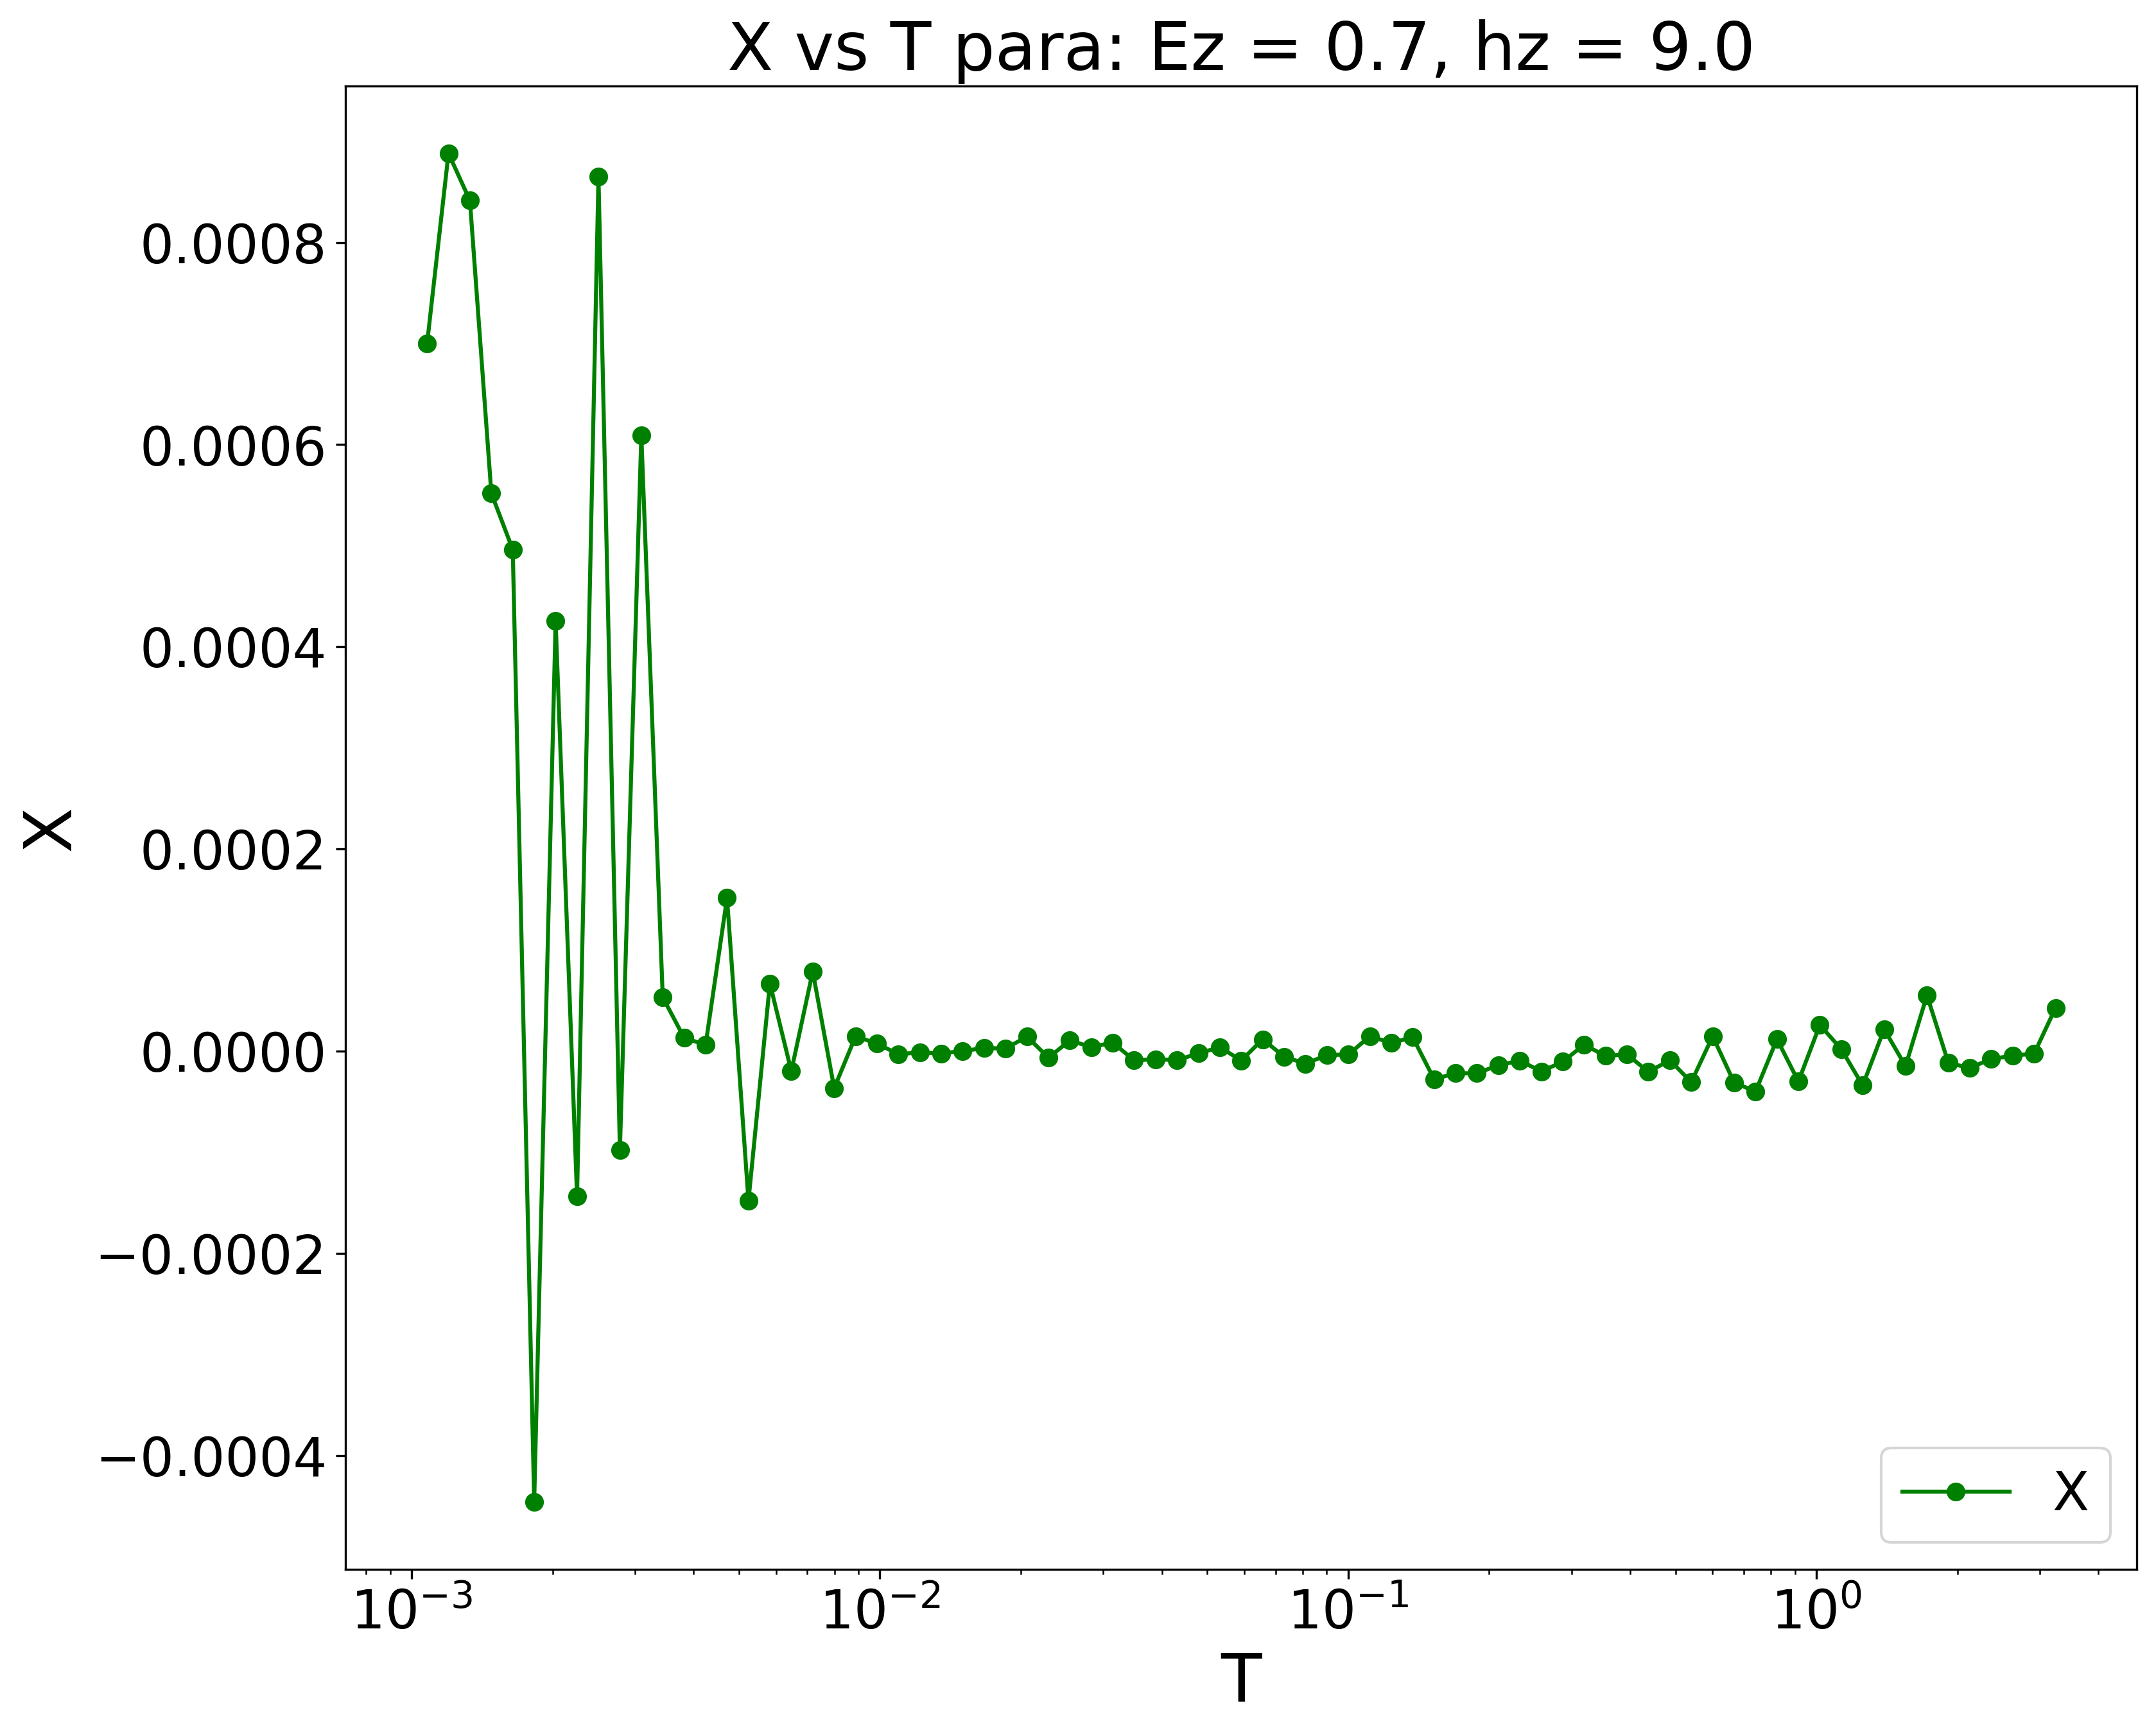 X vs T para: Ez = 0.7, hz = 9.0
0.0008
0.0006
0.0004
0.0002
0.0000
−0.0002
−0.0004
X
X
10⁻³ 10⁻² 10⁻¹ 10⁰
T